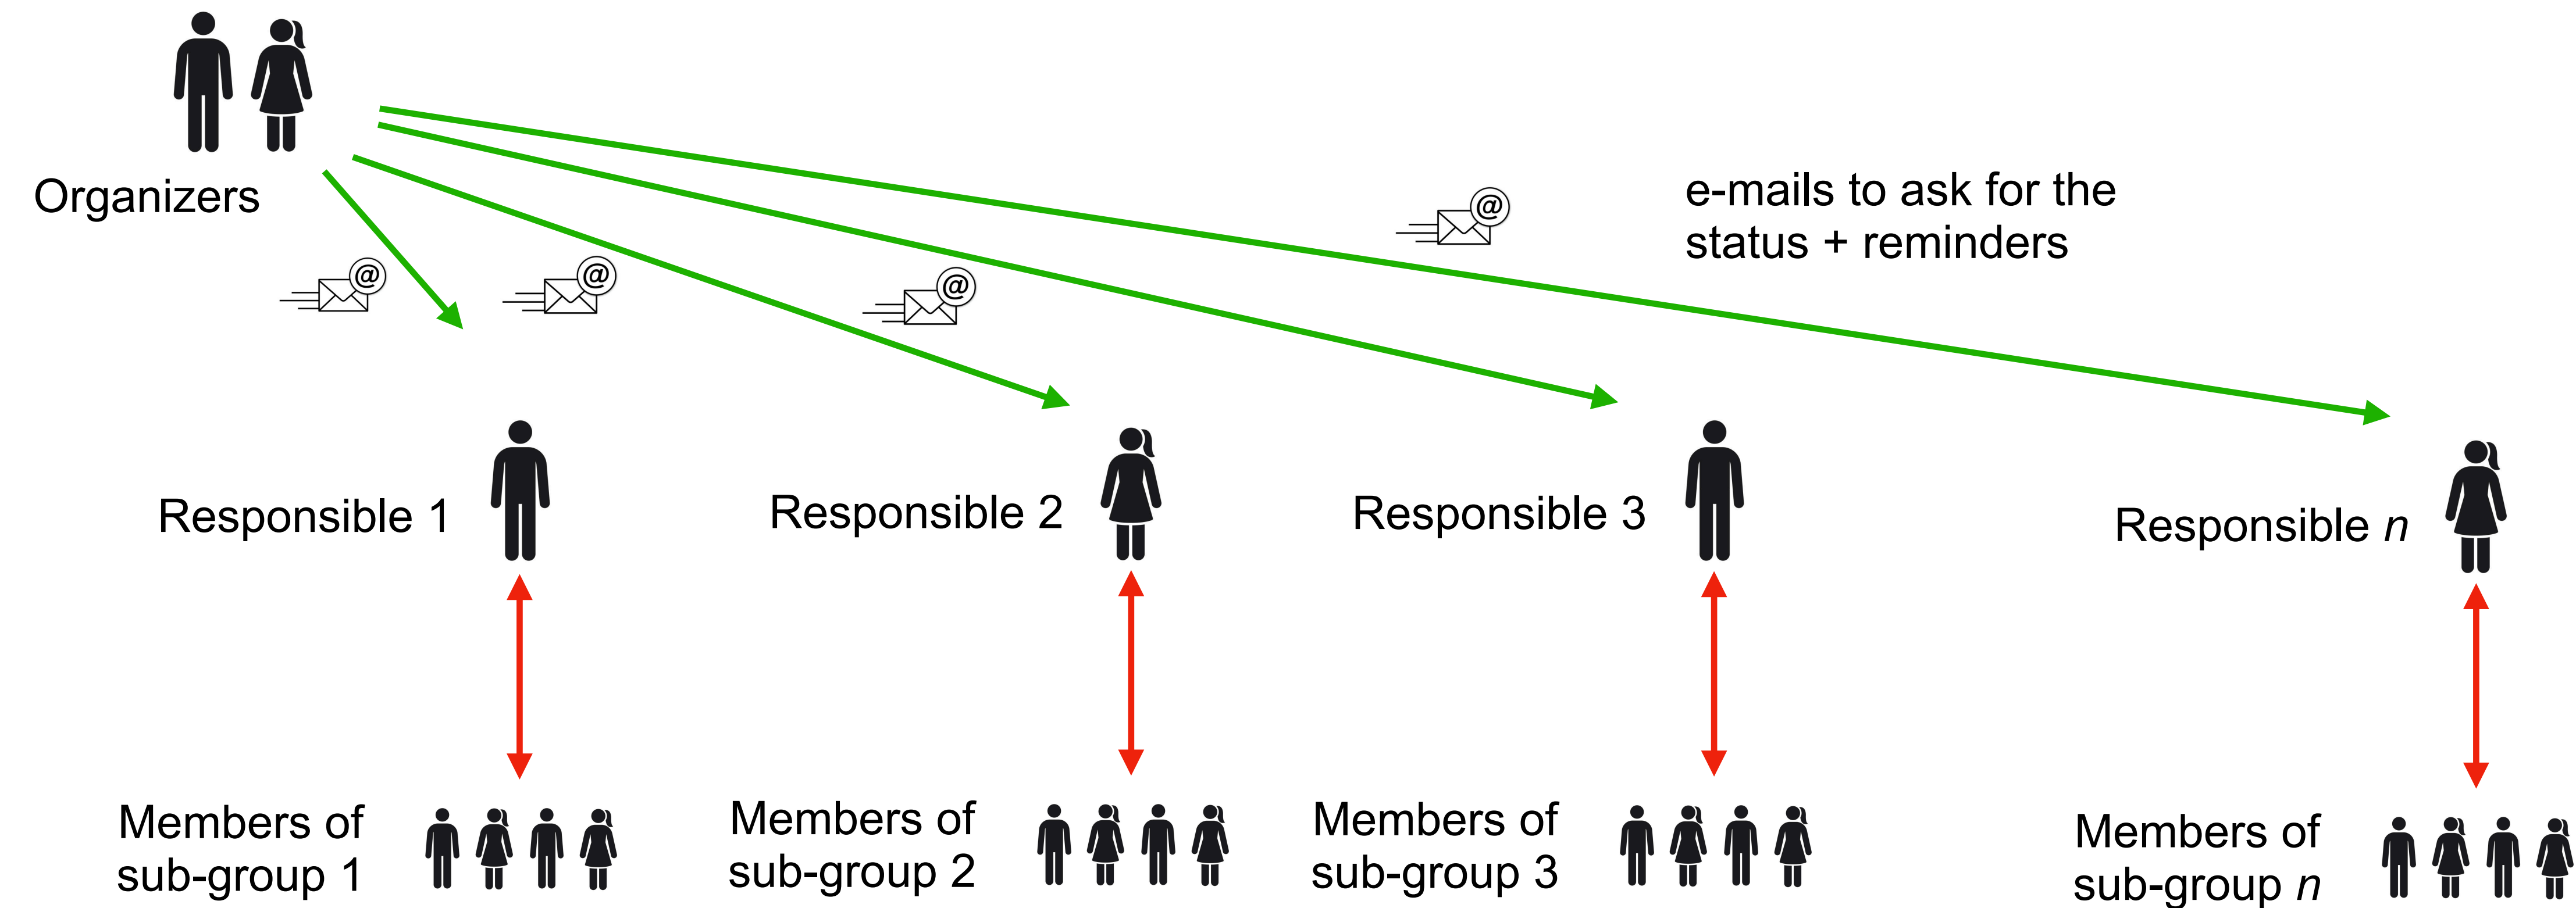 Organizers
e-mails to ask for the
status + reminders
@
@
@
@
Responsible 1
Responsible 2
Responsible 3
Responsible n
Members of
sub-group 1
Members of
sub-group 2
Members of
sub-group 3
Members of
sub-group n